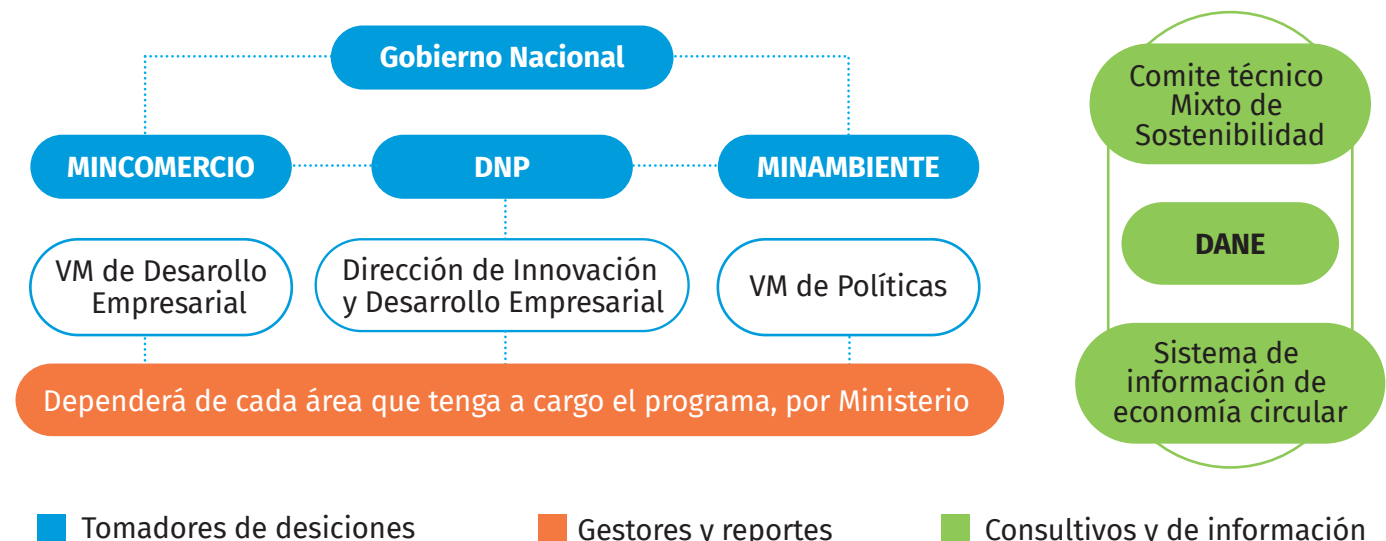 Gobierno Nacional
MINCOMERCIO
DNP
MINAMBIENTE
VM de Desarollo
Empresarial
Dirección de Innovación
y Desarrollo Empresarial
VM de Políticas
Dependerá de cada área que tenga a cargo el programa, por Ministerio
Comite técnico
Mixto de
Sostenibilidad
DANE
Sistema de
información de
economía circular
Tomadores de desiciones
Gestores y reportes
Consultivos y de información